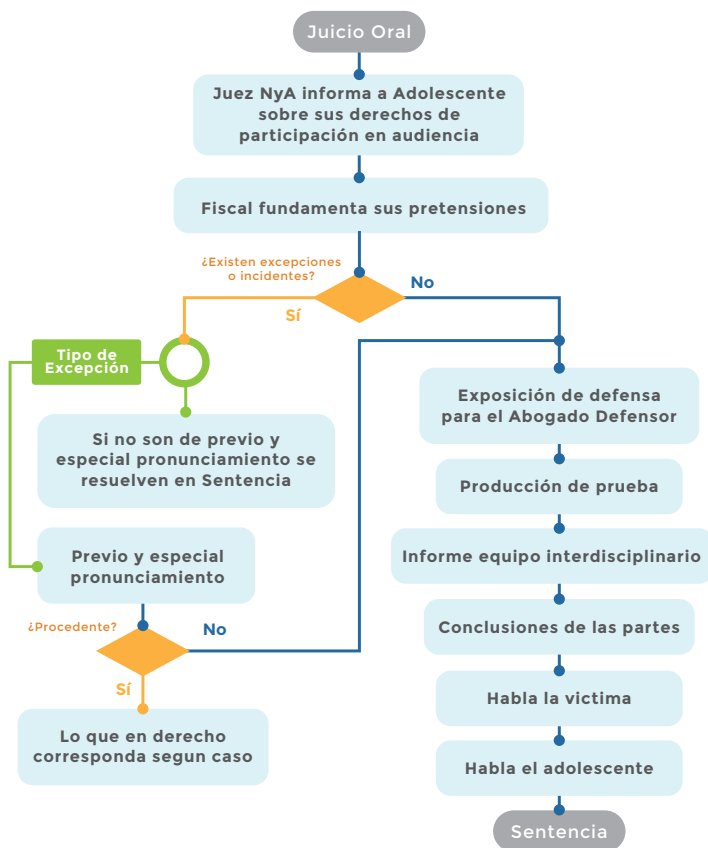 Juicio Oral
Juez NyA informa a Adolescente
sobre sus derechos de
participación en audiencia
Fiscal fundamenta sus pretensiones
¿Existen excepciones
o incidentes?
No
Sí
Tipo de
Excepción
Si no son de previo y
especial pronunciamiento se
resuelven en Sentencia
Previo y especial
pronunciamiento
¿Procedente?
No
Sí
Lo que en derecho
corresponda segun caso
Exposición de defensa
para el Abogado Defensor
Producción de prueba
Informe equipo interdisciplinario
Conclusiones de las partes
Habla la victima
Habla el adolescente
Sentencia